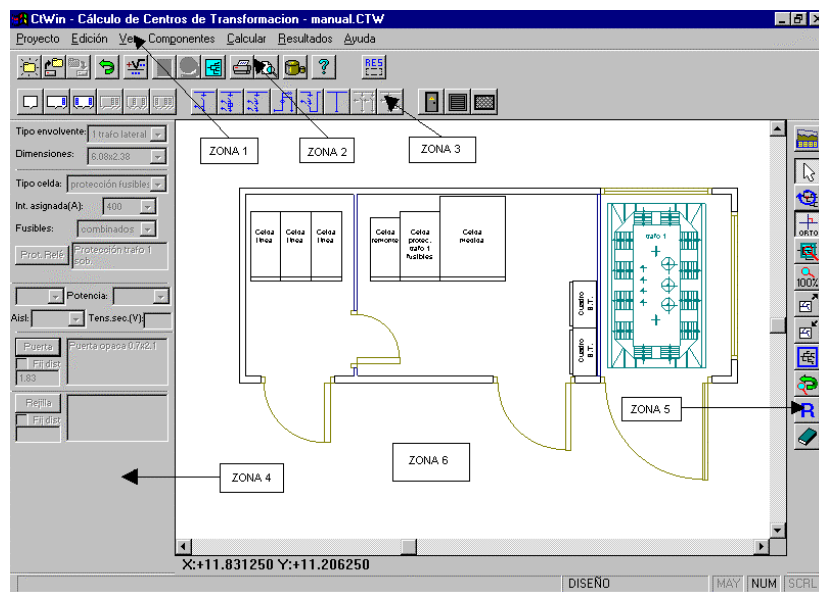 CtWin - Cálculo de Centros de Transformacion - manual.CTW
Proyecto Edición Ver Componentes Calcular Resultados Ayuda
RES
ZONA 1
ZONA 2
ZONA 3
Tipo envolvente: 1 trafo lateral
Dimensiones: 6.08x2.38
Tipo celda: protección fusible:
Int. asignada(A): 400
Fusibles: combinados
Prot. Relé Protección trafo 1
sob.
Potencia:
Aisl: Tens.sec.(V):
Puerta Puerta opaca 0.7x2.1
Fij dist
1.83
Rejilla
Fij dist
Celda línea
Celda línea
Celda línea
Celda remonte
Celda protec. trafo 1 fusibles
Celda medida
Cuadro B.T.
Cuadro B.T.
trafo 1
ORTO
100%
R
ZONA 5
ZONA 6
ZONA 4
X:+11.831250 Y:+11.206250
DISEÑO MAY NUM SCRL